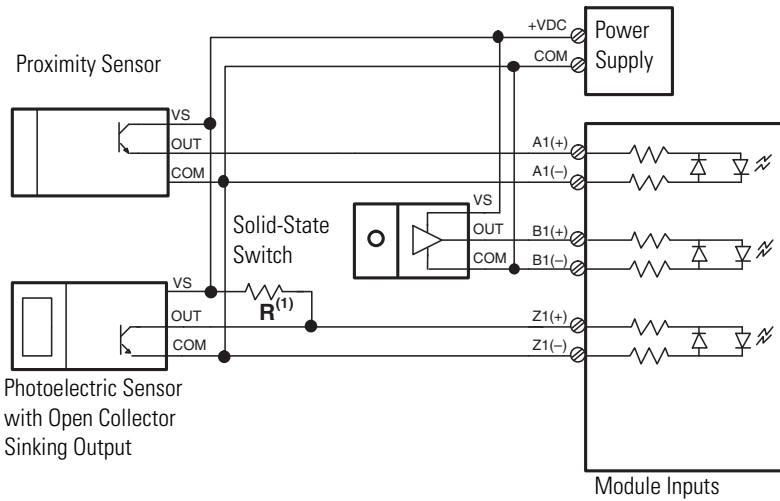 +VDC
COM
Power
Supply
Proximity Sensor
VS
OUT
COM
A1(+)
A1(–)
VS
OUT
COM
B1(+)
B1(–)
Solid-State
Switch
VS
R(1)
OUT
COM
Z1(+)
Z1(–)
Photoelectric Sensor
with Open Collector
Sinking Output
Module Inputs